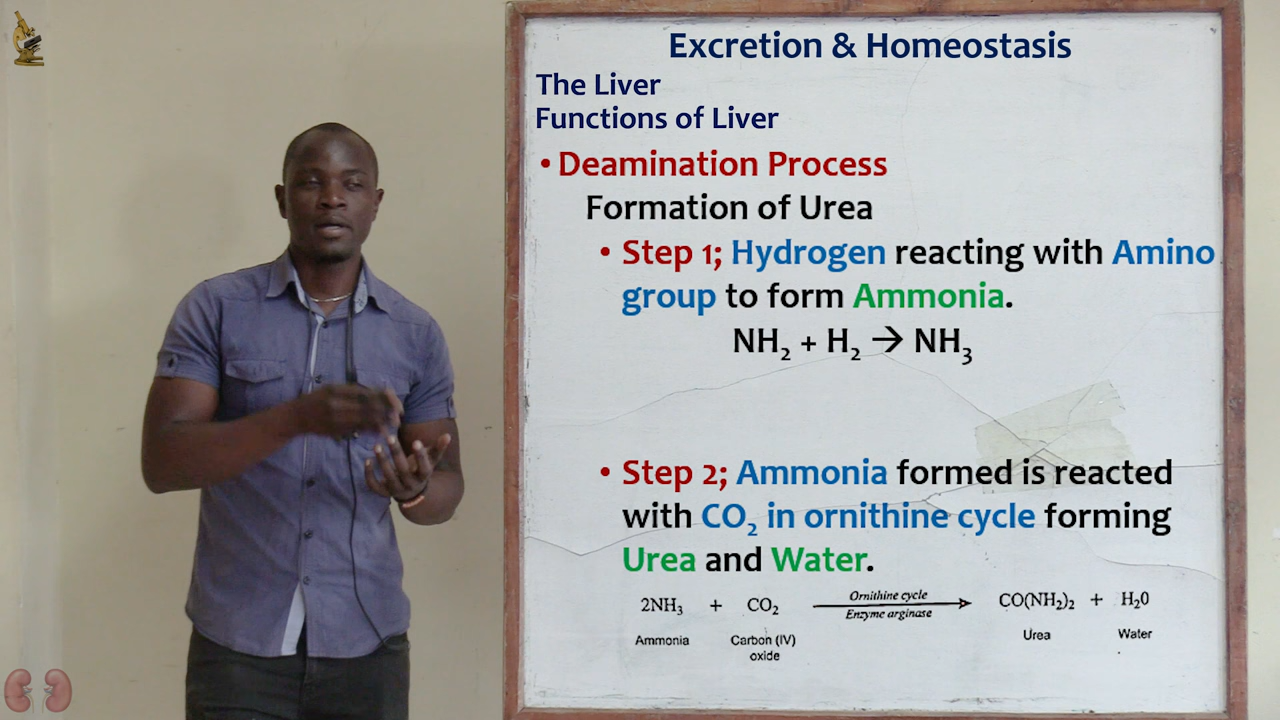 Excretion & Homeostasis
The Liver
Functions of Liver
• Deamination Process
Formation of Urea
• Step 1; Hydrogen reacting with Amino
group to form Ammonia.
NH₂ + H₂ → NH₃
• Step 2; Ammonia formed is reacted
with CO₂ in ornithine cycle forming
Urea and Water.
Ornithine cycle
2NH₃ + CO₂ → CO(NH₂)₂ + H₂0
Enzyme arginase
Ammonia Carbon (IV) Urea Water
oxide